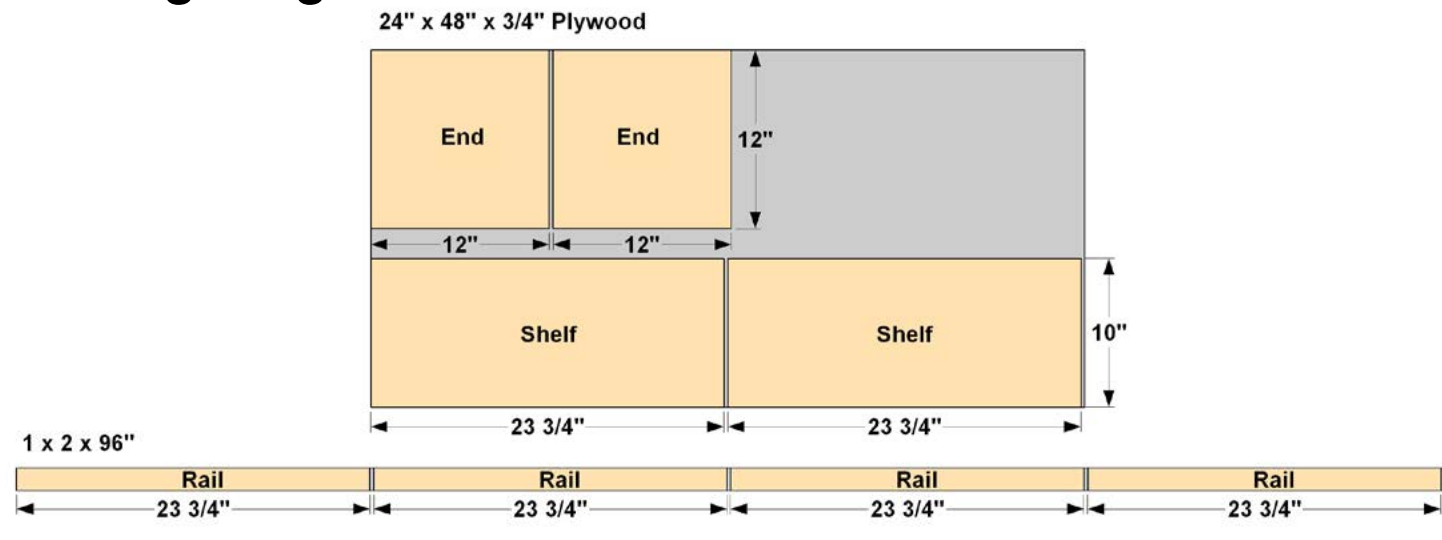 24" x 48" x 3/4" Plywood
End
End
12"
12"
12"
Shelf
Shelf
10"
23 3/4"
23 3/4"
1 x 2 x 96"
Rail
Rail
Rail
Rail
23 3/4"
23 3/4"
23 3/4"
23 3/4"